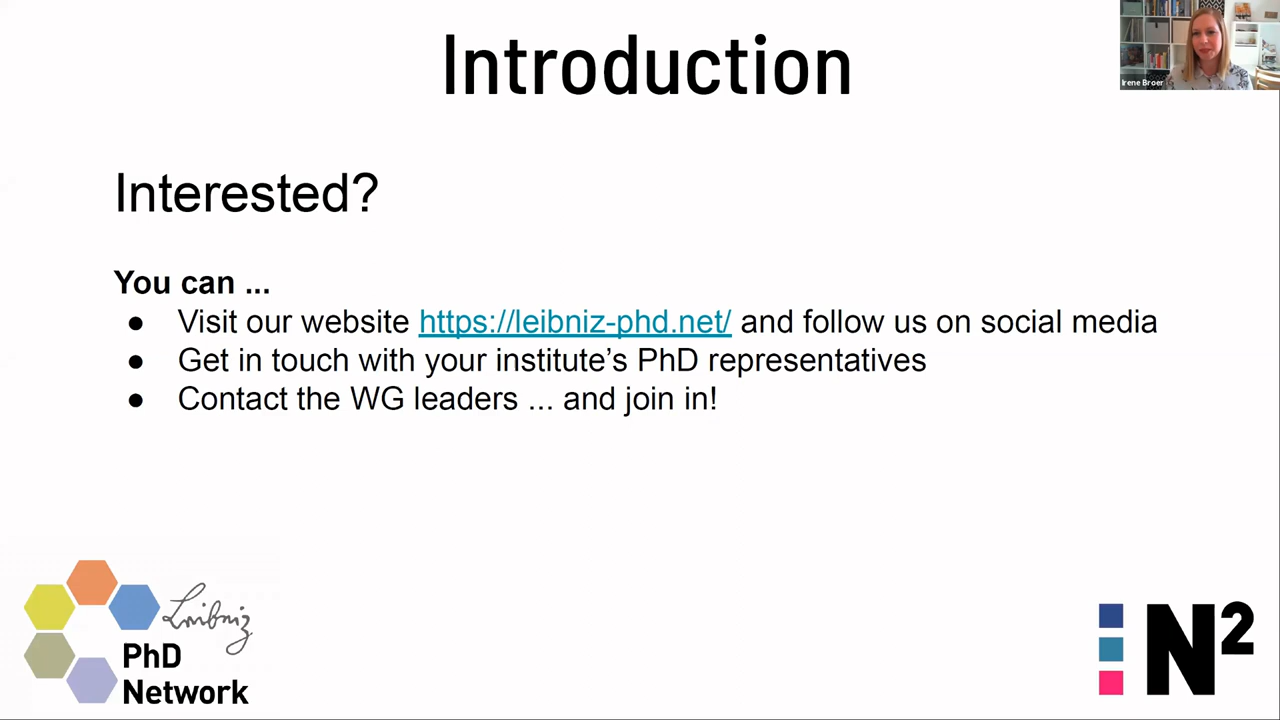 Introduction
Irene Broer
Interested?
You can ...
● Visit our website https://leibniz-phd.net/ and follow us on social media
● Get in touch with your institute’s PhD representatives
● Contact the WG leaders ... and join in!
Leibniz
PhD
Network
N²